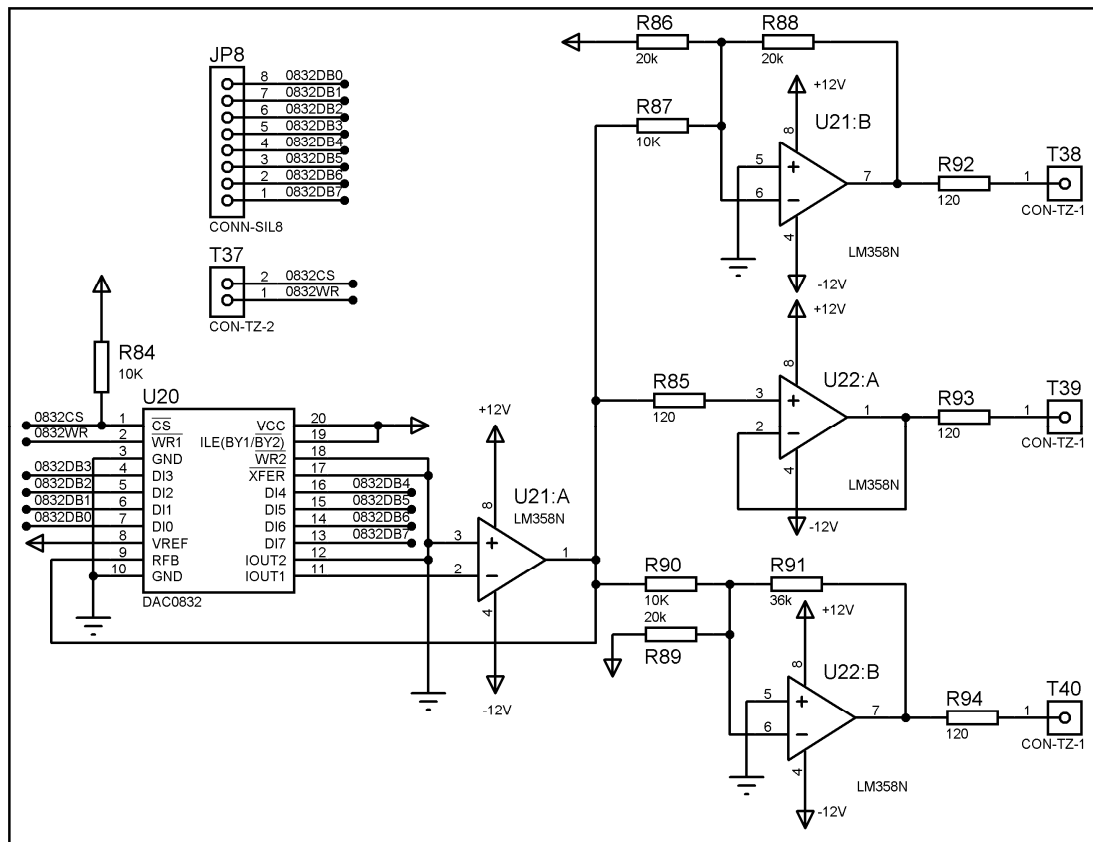 JP8
8 0832DB0
7 0832DB1
6 0832DB2
5 0832DB3
4 0832DB4
3 0832DB5
2 0832DB6
1 0832DB7
CONN-SIL8
T37
2 0832CS
1 0832WR
CON-TZ-2
R84
10K
U20
0832CS 1 CS
0832WR 2 WR1
3 GND
0832DB3 4 DI3
0832DB2 5 DI2
0832DB1 6 DI1
0832DB0 7 DI0
8 VREF
9 RFB
10 GND
VCC 20
ILE(BY1/BY2) 19
WR2 18
XFER 17
DI4 16 0832DB4
DI5 15 0832DB5
DI6 14 0832DB6
DI7 13 0832DB7
IOUT2 12
IOUT1 11
DAC0832
+12V
U21:A
LM358N
8
3 +
2 −
1
4
-12V
R86
20k
R88
20k
R87
10K
+12V
8
U21:B
5 +
6 −
7
4
LM358N
-12V
R92
120
T38
1
CON-TZ-1
+12V
8
R85
120
U22:A
3 +
2 −
1
4
LM358N
-12V
R93
120
T39
1
CON-TZ-1
R90
10K
R91
36k
20k
R89
+12V
8
U22:B
5 +
6 −
7
4
LM358N
-12V
R94
120
T40
1
CON-TZ-1